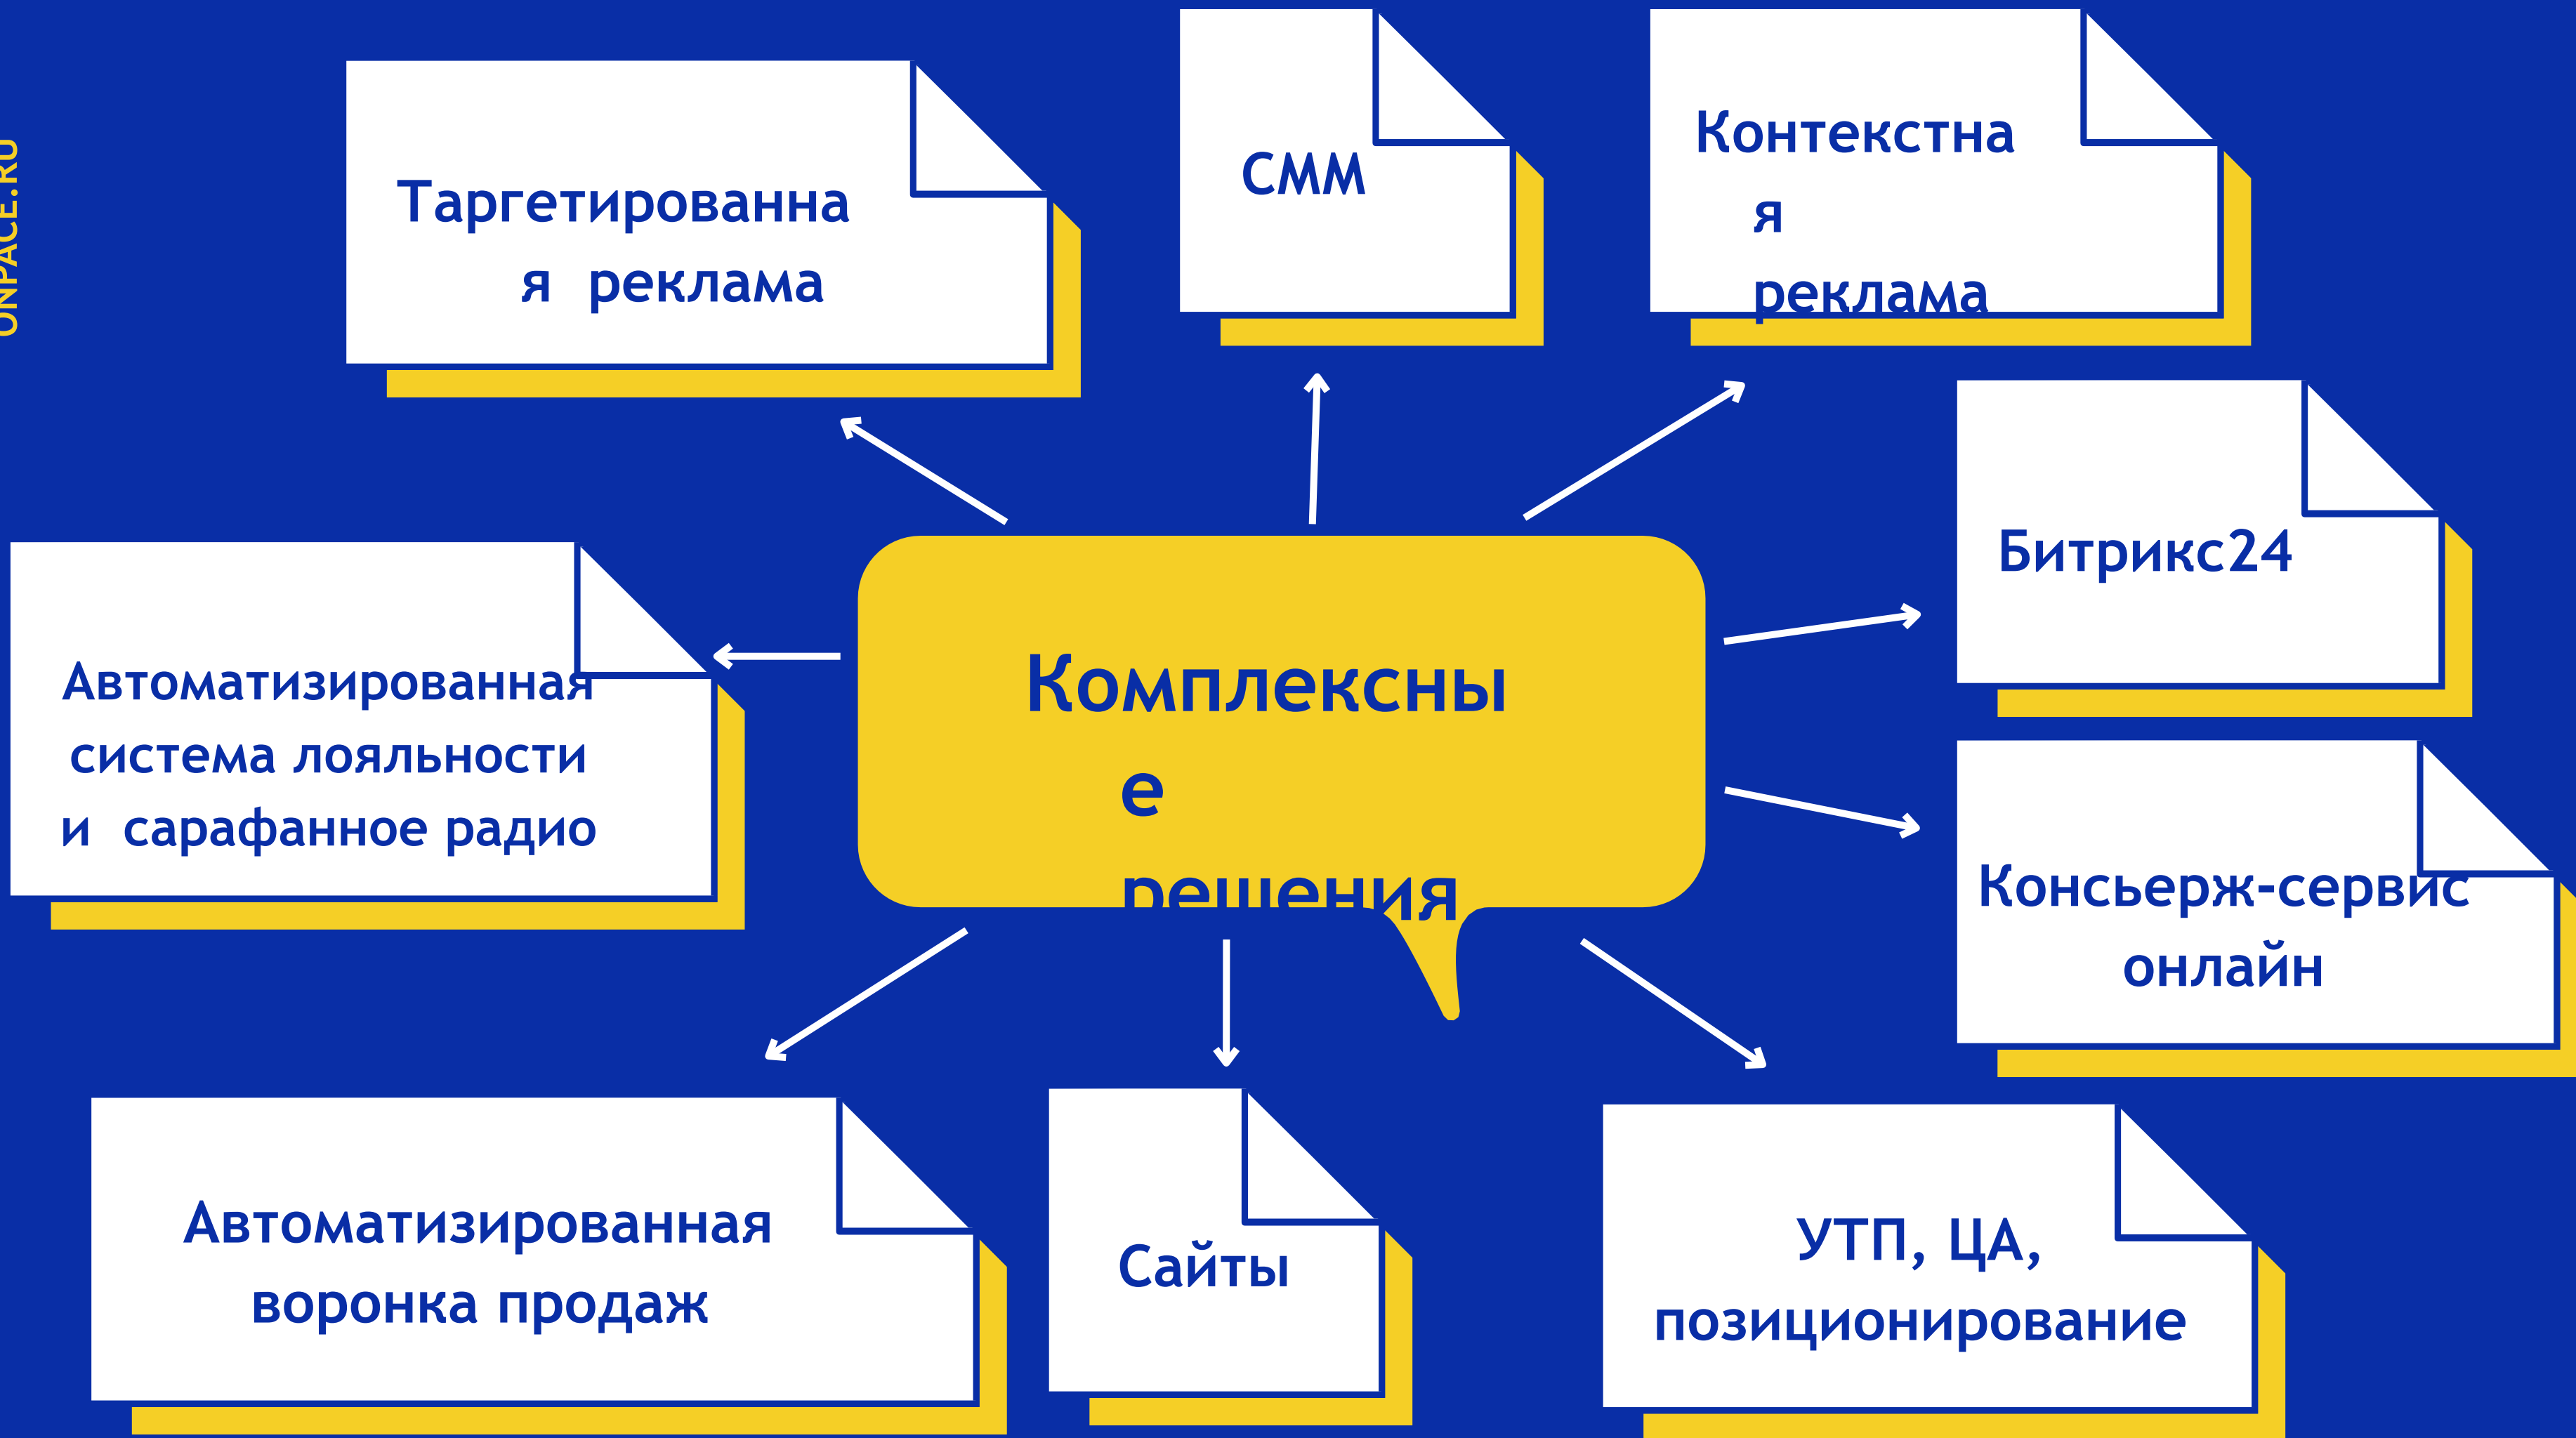 ONPACE.RU
Таргетированна
я реклама
СММ
Контекстна
я
реклама
Битрикс24
Автоматизированная
система лояльности
и сарафанное радио
Комплексны
е
решения
Консьерж-сервис
онлайн
Автоматизированная
воронка продаж
Сайты
УТП, ЦА,
позиционирование